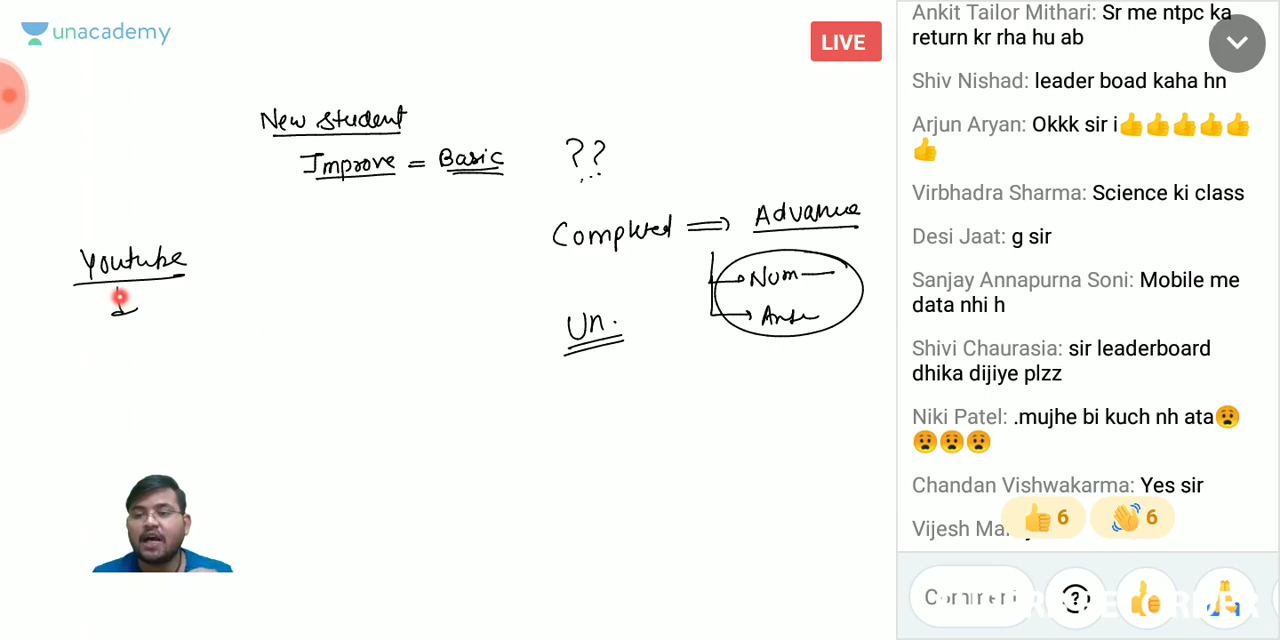 unacademy
LIVE
New Student
Improve = Basic ??
Completed => Advance
Youtube
Num
Un.
Ankit Tailor Mithari: Sr me ntpc ka
return kr rha hu ab
Shiv Nishad: leader boad kaha hn
Arjun Aryan: Okkk sir i👍👍👍👍👍
👍
Virbhadra Sharma: Science ki class
Desi Jaat: g sir
Sanjay Annapurna Soni: Mobile me
data nhi h
Shivi Chaurasia: sir leaderboard
dhika dijiye plzz
Niki Patel: .mujhe bi kuch nh ata😧
😧😧😧
Chandan Vishwakarma: Yes sir
👍 6 👋 6
Vijesh
Comment